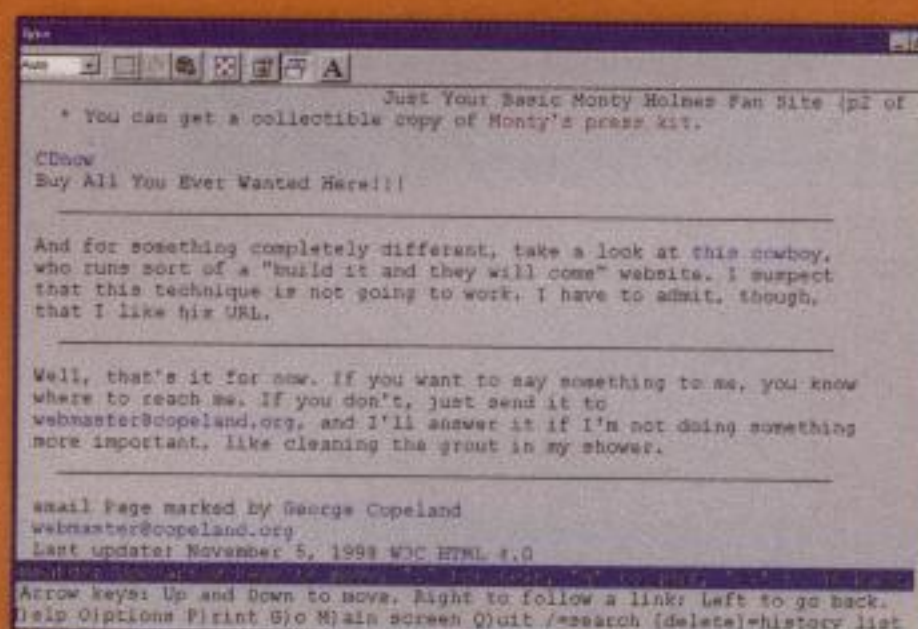 Auto A
Just Your Basic Monty Holmes Fan Site (p2 of
* You can get a collectible copy of Monty's press kit.
CDnow
Buy All You Ever Wanted Here!!!
And for something completely different, take a look at this cowboy,
who runs sort of a "build it and they will come" website. I suspect
that this technique is not going to work. I have to admit, though,
that I like his URL.
Well, that's it for now. If you want to say something to me, you know
where to reach me. If you don't, just send it to
webmaster@copeland.org, and I'll answer it if I'm not doing something
more important, like cleaning the grout in my shower.
email Page marked by George Copeland
webmaster@copeland.org
Last update: November 5, 1998 W3C HTML 4.0
Arrow keys: Up and Down to move. Right to follow a link; Left to go back.
H)elp O)ptions P)rint G)o M)ain screen Q)uit /=search [delete]=history list